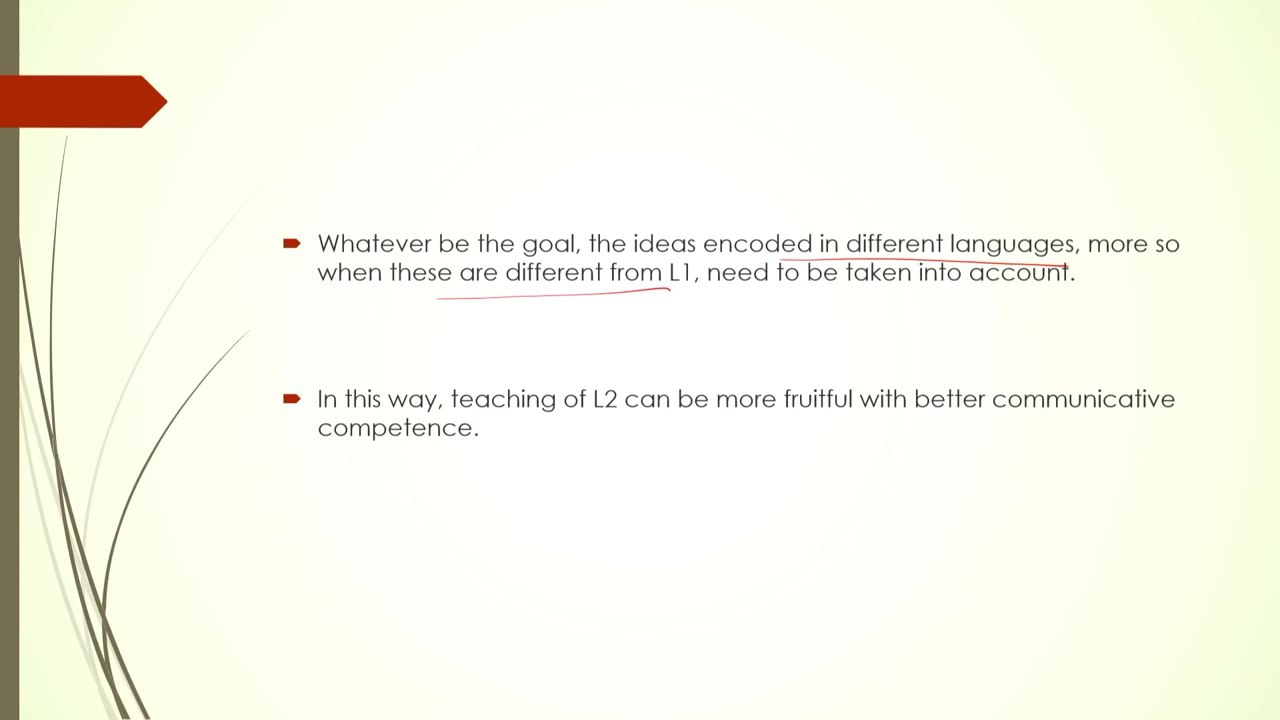 Whatever be the goal, the ideas encoded in different languages, more so
when these are different from L1, need to be taken into account.
In this way, teaching of L2 can be more fruitful with better communicative
competence.